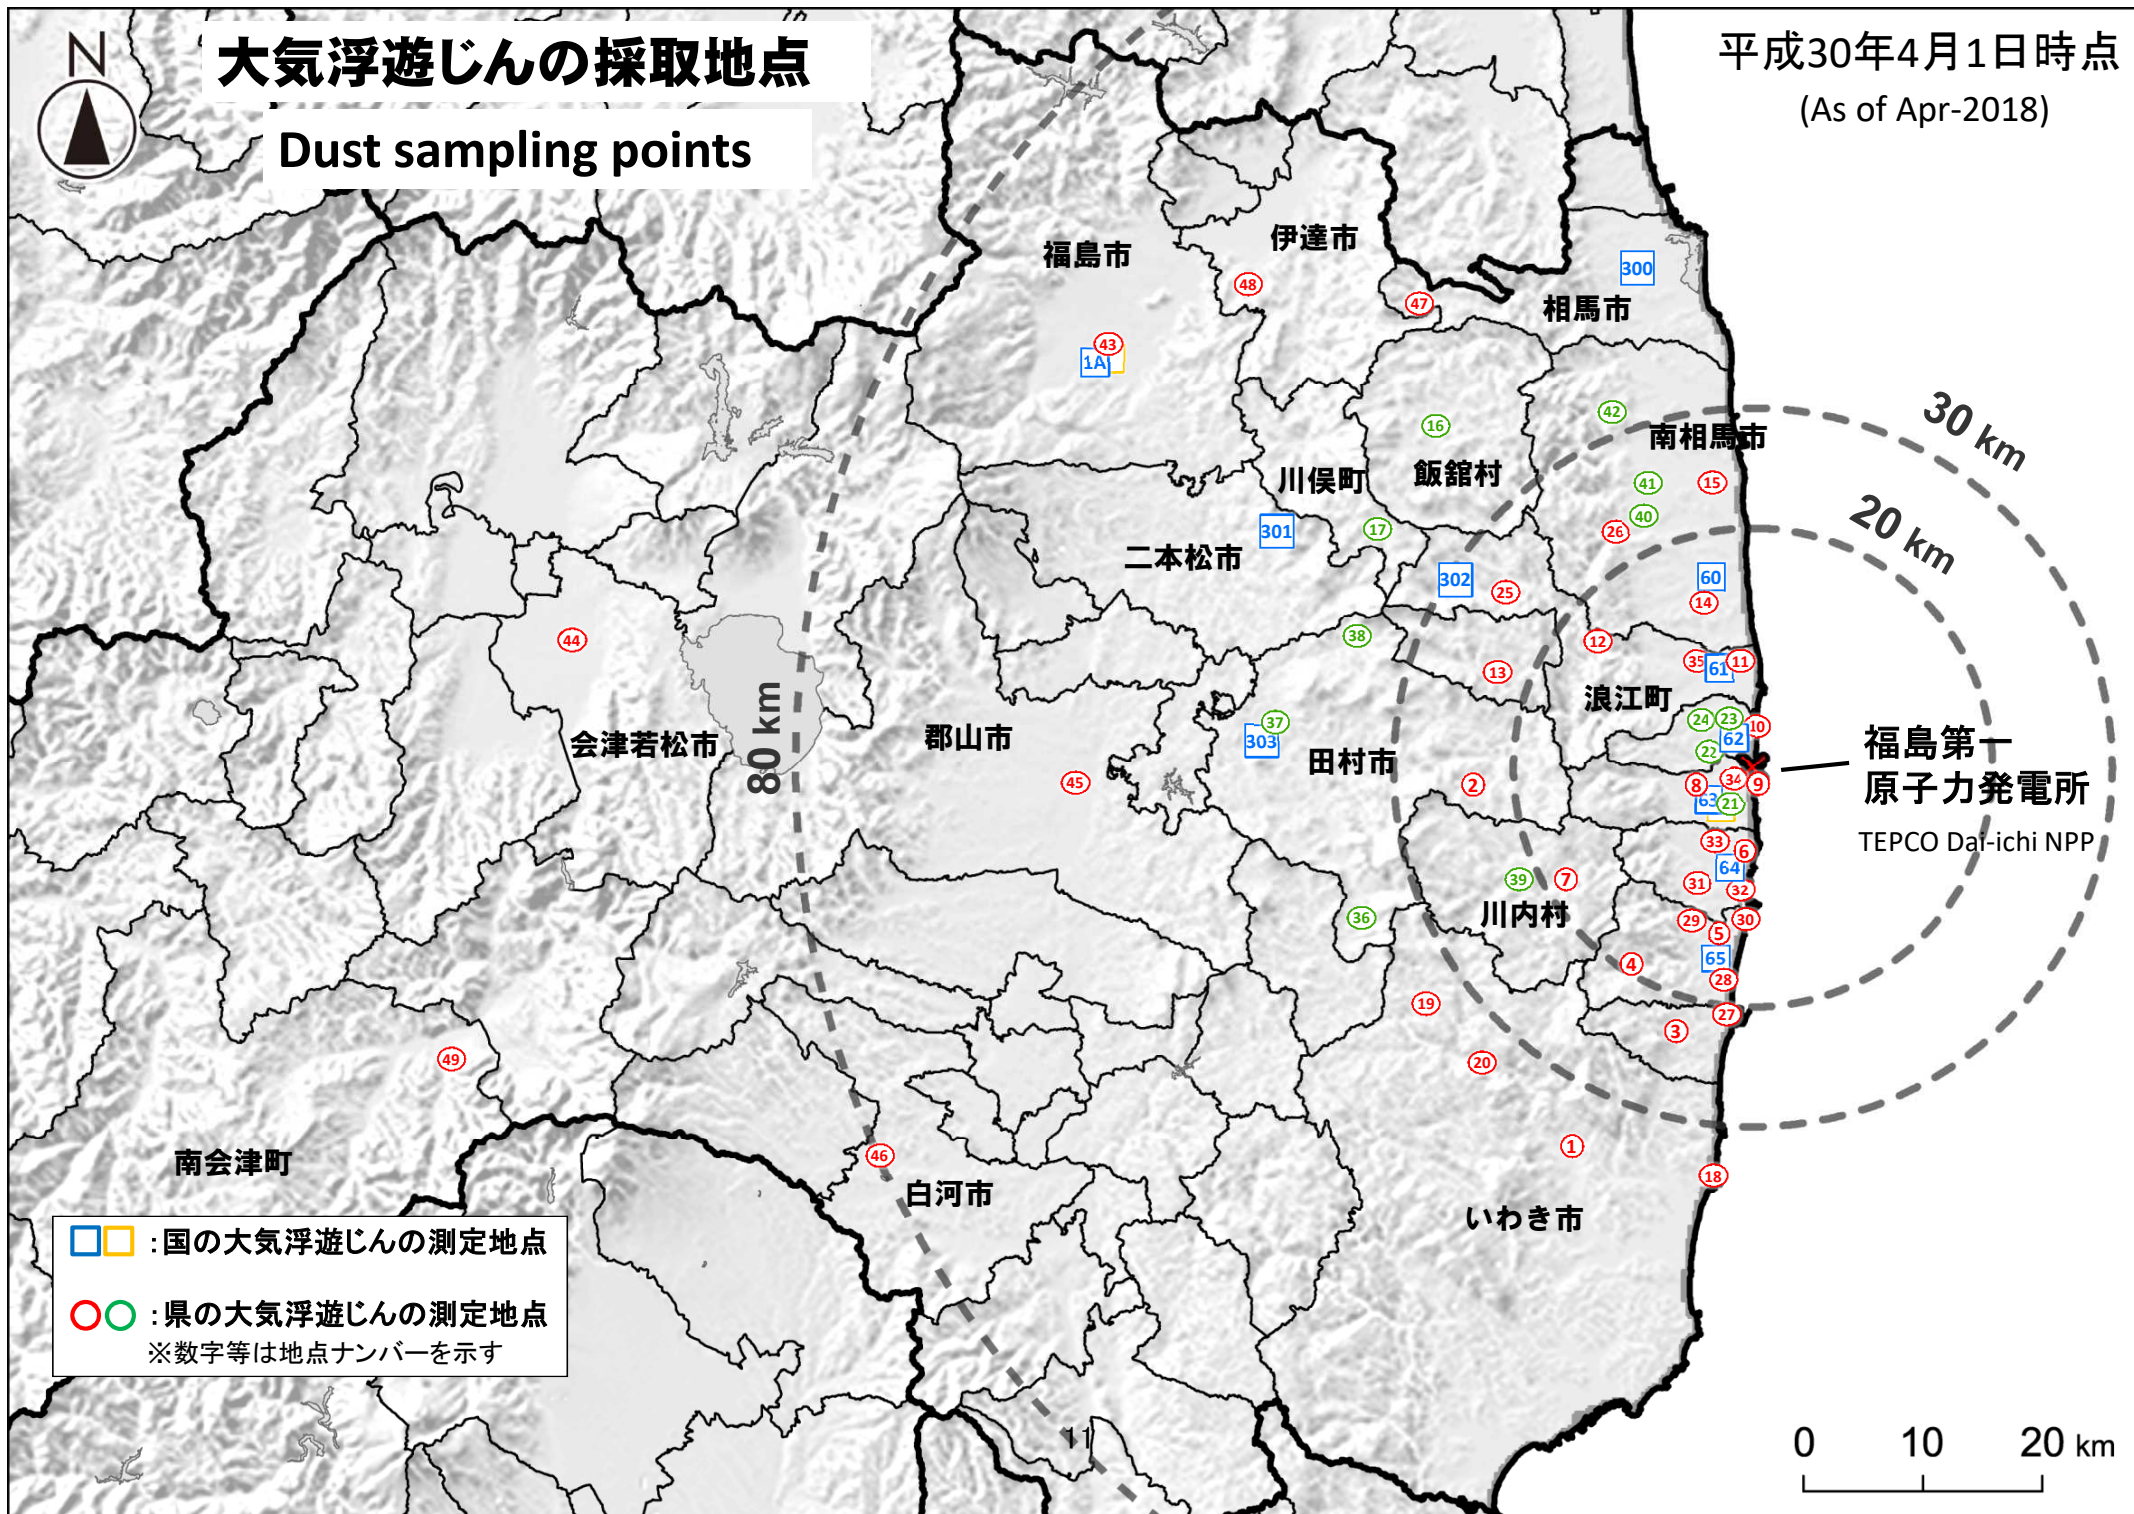 大気浮遊じんの採取地点
Dust sampling points
平成30年4月1日時点
(As of Apr-2018)
N
福島市
伊達市
300
相馬市
48
47
43
1A
30 km
42
16
南相馬市
川俣町
飯舘村
41
15
20 km
40
301
17
26
二本松市
302
60
25
14
38
12
44
35
61
11
13
浪江町
80 km
会津若松市
郡山市
37
303
24
23
10
62
22
田村市
福島第一
原子力発電所
TEPCO Dai-ichi NPP
45
2
8
34
9
63
21
33
6
64
39
7
31
32
川内村
36
29
30
5
4
65
28
19
27
3
49
20
1
46
18
南会津町
白河市
いわき市
:国の大気浮遊じんの測定地点
:県の大気浮遊じんの測定地点
※数字等は地点ナンバーを示す
11
0 10 20 km